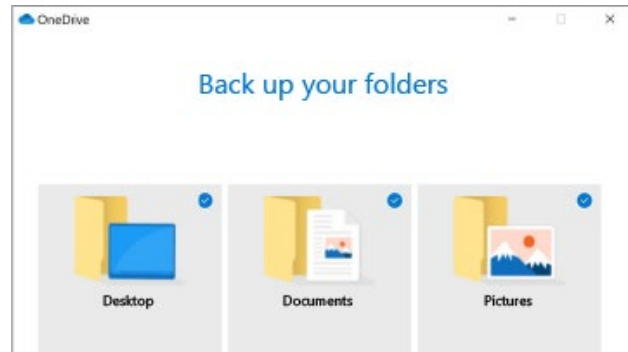 OneDrive
Back up your folders
Desktop
Documents
Pictures